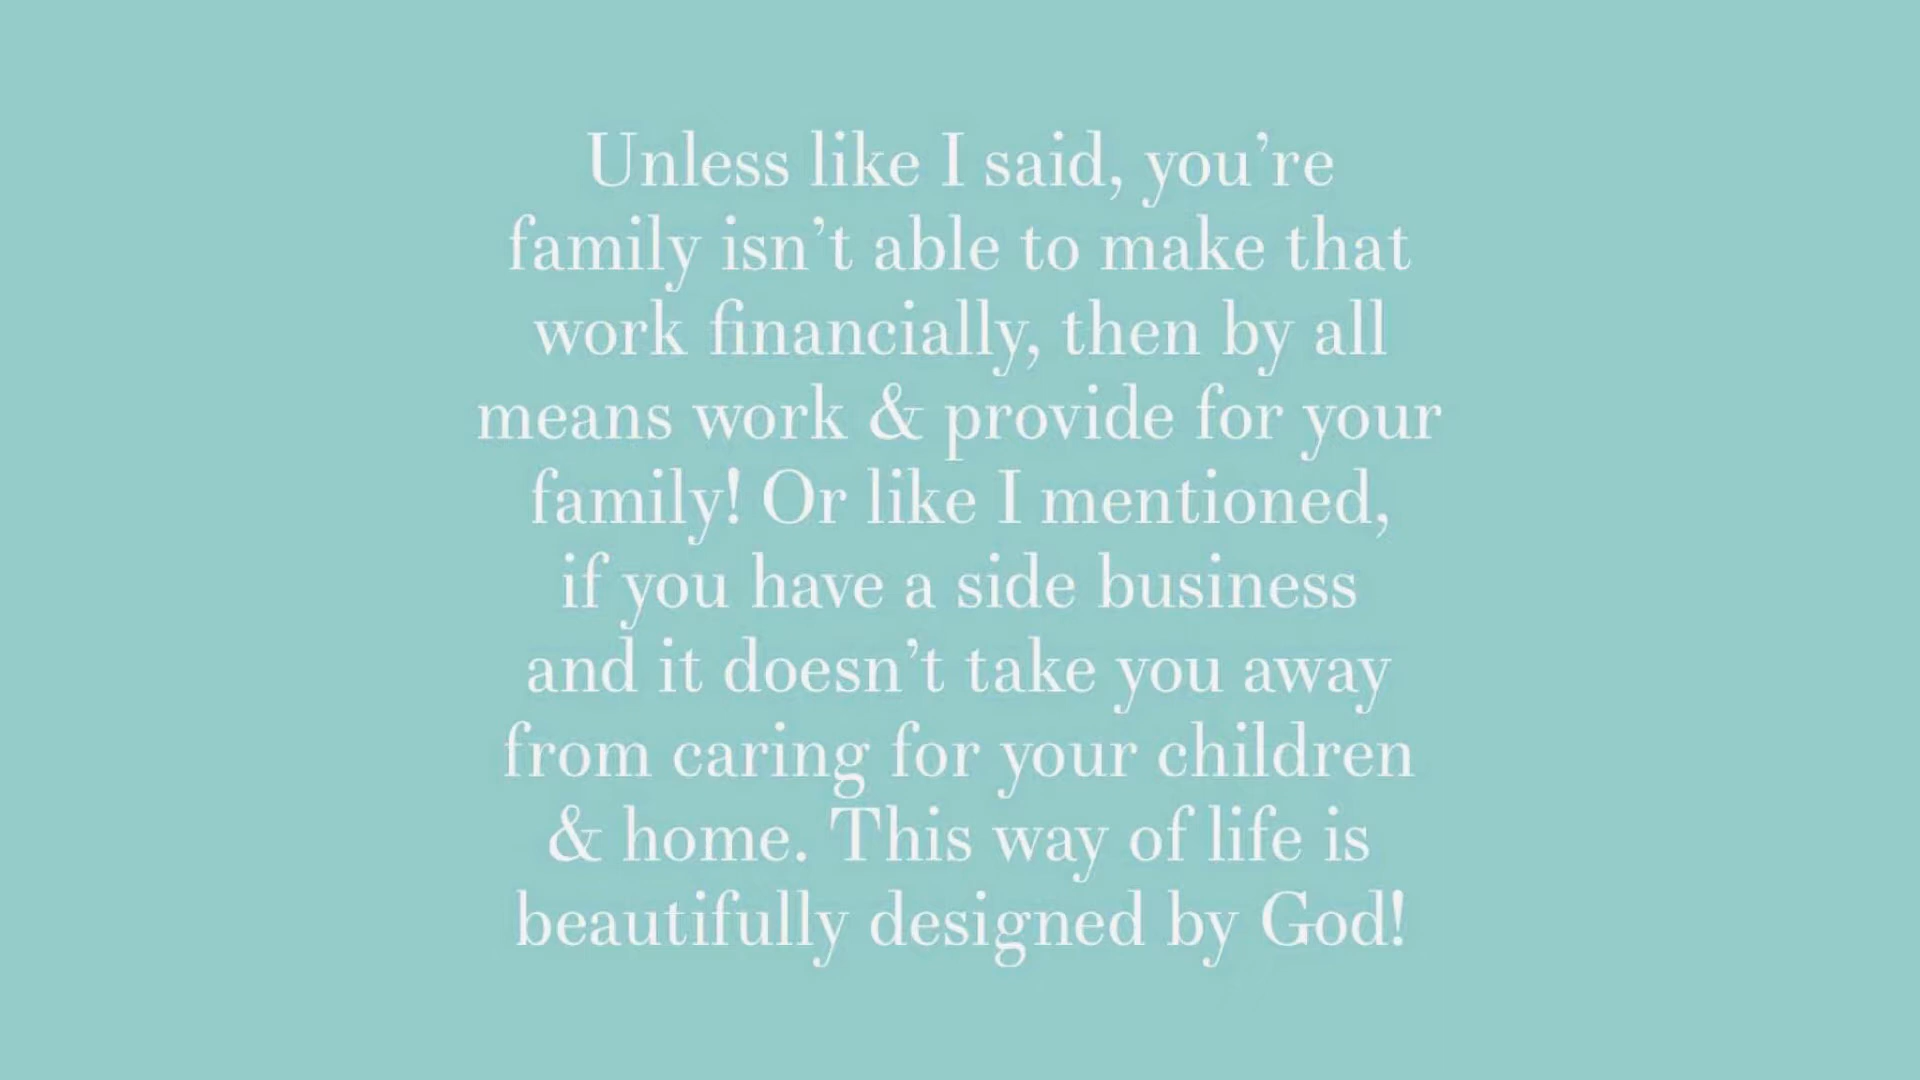 Unless like I said, you’re
family isn’t able to make that
work financially, then by all
means work & provide for your
family! Or like I mentioned,
if you have a side business
and it doesn’t take you away
from caring for your children
& home. This way of life is
beautifully designed by God!